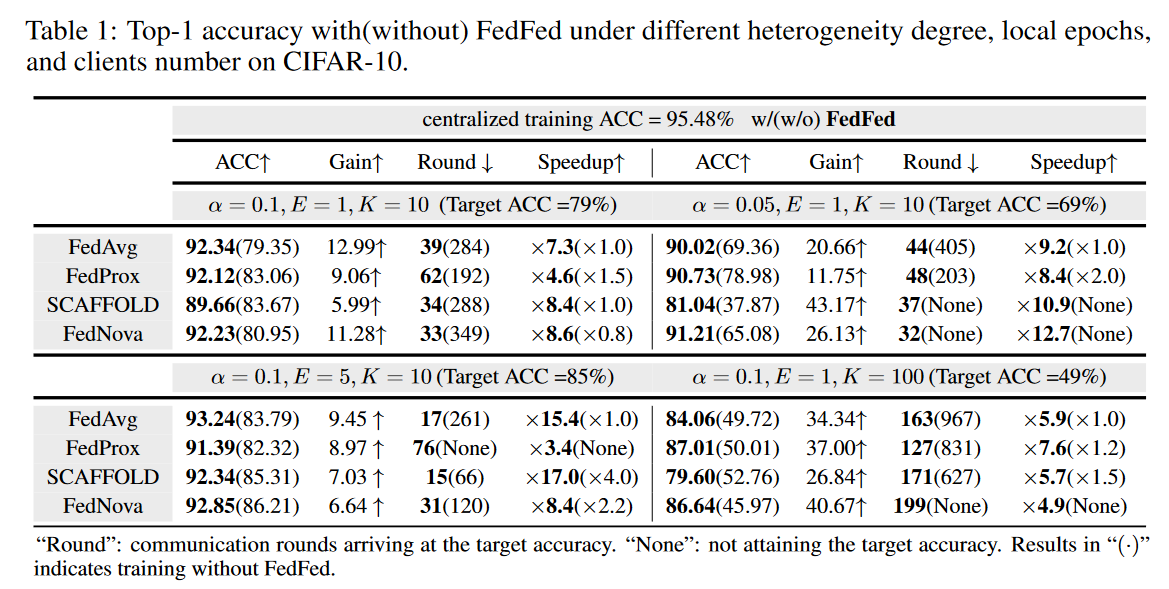 Table 1: Top-1 accuracy with(without) FedFed under different heterogeneity degree, local epochs,
and clients number on CIFAR-10.
centralized training ACC = 95.48% w/(w/o) FedFed
ACC↑ Gain↑ Round ↓ Speedup↑ ACC↑ Gain↑ Round ↓ Speedup↑
α = 0.1, E = 1, K = 10 (Target ACC =79%) α = 0.05, E = 1, K = 10 (Target ACC =69%)
FedAvg 92.34(79.35) 12.99↑ 39(284) ×7.3(×1.0) 90.02(69.36) 20.66↑ 44(405) ×9.2(×1.0)
FedProx 92.12(83.06) 9.06↑ 62(192) ×4.6(×1.5) 90.73(78.98) 11.75↑ 48(203) ×8.4(×2.0)
SCAFFOLD 89.66(83.67) 5.99↑ 34(288) ×8.4(×1.0) 81.04(37.87) 43.17↑ 37(None) ×10.9(None)
FedNova 92.23(80.95) 11.28↑ 33(349) ×8.6(×0.8) 91.21(65.08) 26.13↑ 32(None) ×12.7(None)
α = 0.1, E = 5, K = 10 (Target ACC =85%) α = 0.1, E = 1, K = 100 (Target ACC =49%)
FedAvg 93.24(83.79) 9.45 ↑ 17(261) ×15.4(×1.0) 84.06(49.72) 34.34↑ 163(967) ×5.9(×1.0)
FedProx 91.39(82.32) 8.97 ↑ 76(None) ×3.4(None) 87.01(50.01) 37.00↑ 127(831) ×7.6(×1.2)
SCAFFOLD 92.34(85.31) 7.03 ↑ 15(66) ×17.0(×4.0) 79.60(52.76) 26.84↑ 171(627) ×5.7(×1.5)
FedNova 92.85(86.21) 6.64 ↑ 31(120) ×8.4(×2.2) 86.64(45.97) 40.67↑ 199(None) ×4.9(None)
“Round”: communication rounds arriving at the target accuracy. “None”: not attaining the target accuracy. Results in “(·)”
indicates training without FedFed.